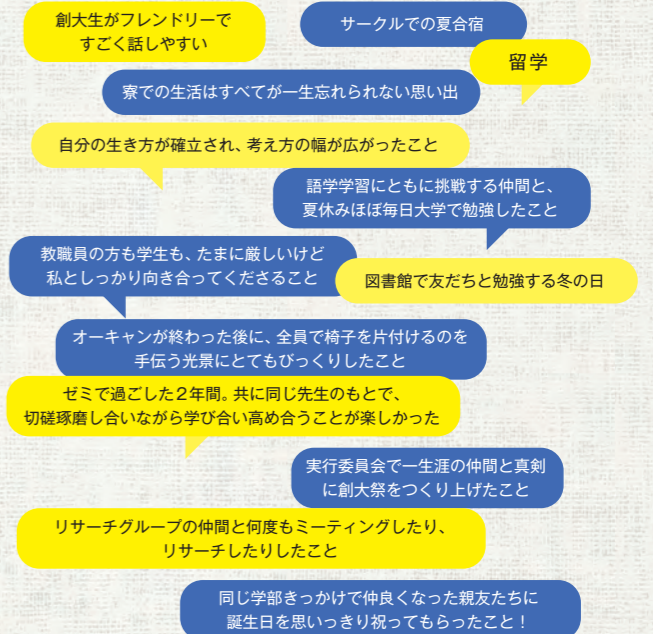 創大生がフレンドリーで
すごく話しやすい
サークルでの夏合宿
留学
寮での生活はすべてが一生忘れられない思い出
自分の生き方が確立され、考え方の幅が広がったこと
語学学習にともに挑戦する仲間と、
夏休みほぼ毎日大学で勉強したこと
教職員の方も学生も、たまに厳しいけど
私としっかり向き合ってくださること
図書館で友だちと勉強する冬の日
オーキャンが終わった後に、全員で椅子を片付けるのを
手伝う光景にとてもびっくりしたこと
ゼミで過ごした2年間。共に同じ先生のもとで、
切磋琢磨し合いながら学び合い高め合うことが楽しかった
実行委員会で一生涯の仲間と真剣
に創大祭をつくり上げたこと
リサーチグループの仲間と何度もミーティングしたり、
リサーチしたりしたこと
同じ学部きっかけで仲良くなった親友たちに
誕生日を思いっきり祝ってもらったこと!